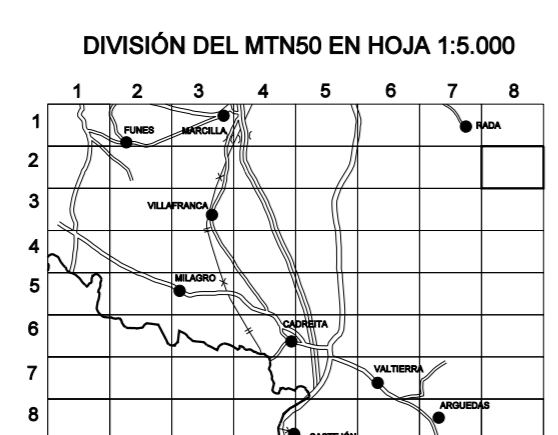 DIVISIÓN DEL MTN50 EN HOJA 1:5.000
1 2 3 4 5 6 7 8
1
FUNES
MARCILLA
RADA
2
3
VILLAFRANCA
4
5
MILAGRO
6
CADREITA
7
VALTIERRA
ARGUEDAS
8